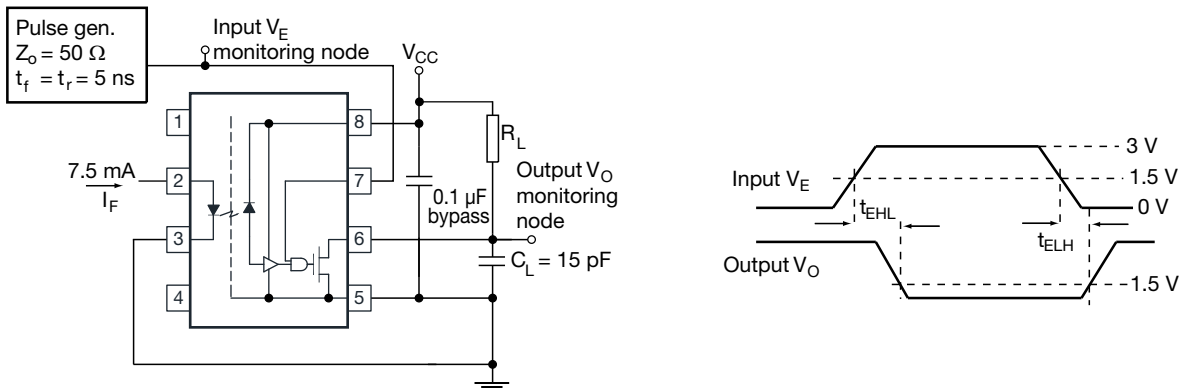 Pulse gen.
Z_o = 50 Ω
t_f = t_r = 5 ns
Input V_E
monitoring node
V_CC
1
8
R_L
7.5 mA
I_F
2
7
Output V_O
monitoring
node
0.1 µF
bypass
3
6
C_L = 15 pF
4
5
3 V
Input V_E
1.5 V
0 V
t_EHL
t_ELH
Output V_O
1.5 V